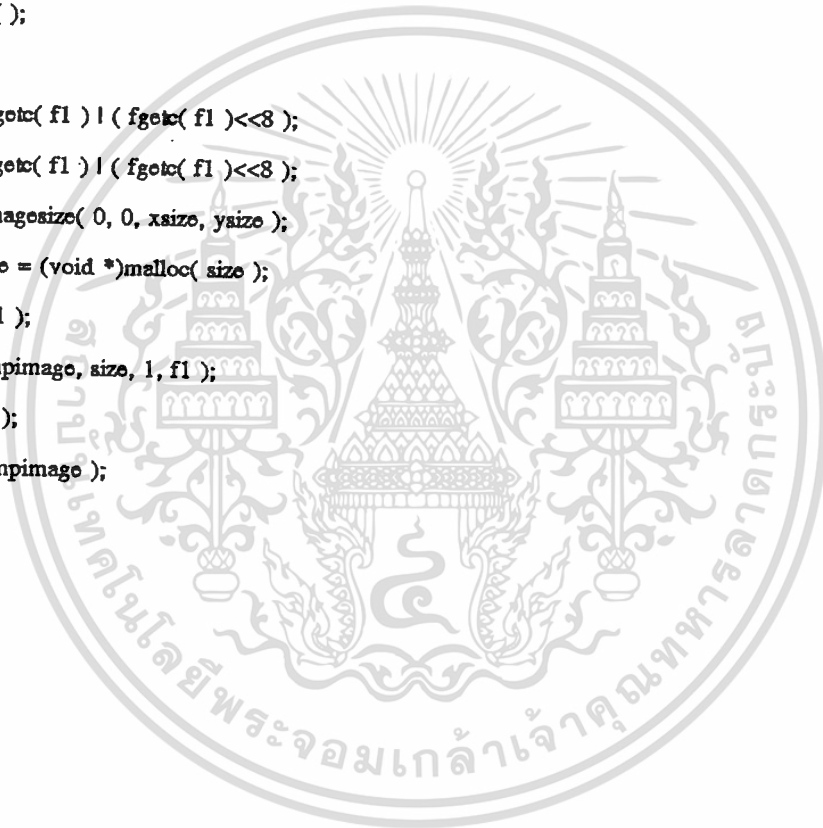 ( );
getc( f1 ) | ( fgetc( f1 )<<8 );
getc( f1 ) | ( fgetc( f1 )<<8 );
nagesize( 0, 0, xsize, ysize );
e = (void *)malloc( size );
1 );
npimage, size, 1, f1 );
);
npimage );
สถาบันเทคโนโลยีพระจอมเกล้าเจ้าคุณทหารลาดกระบัง